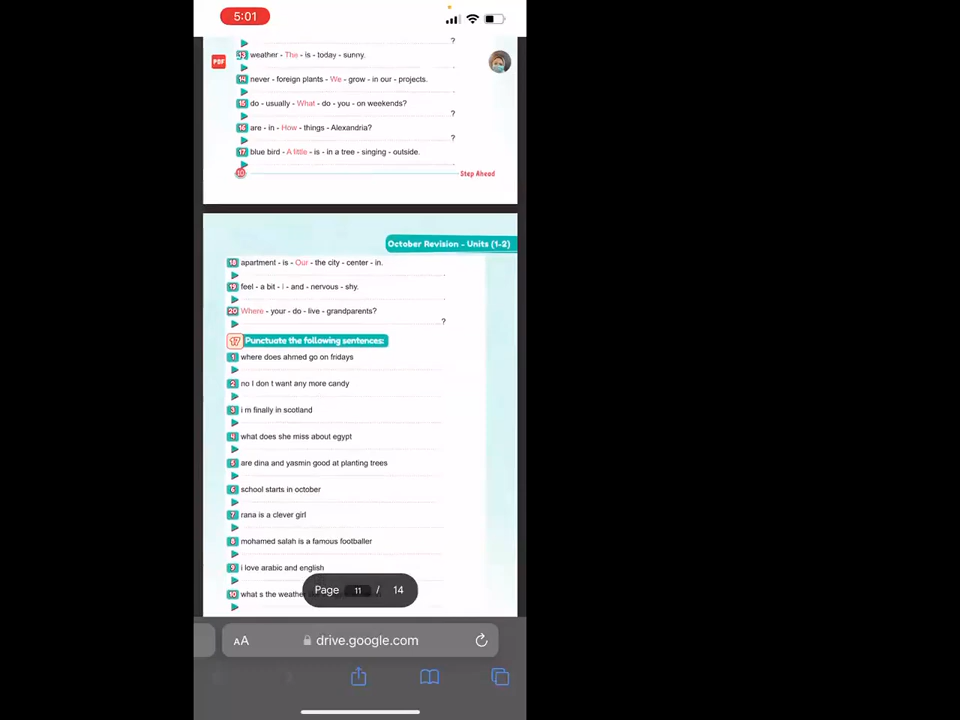 5:01
?
PDF
13 weather - The - is - today - sunny.
.
14 never - foreign plants - We - grow - in our - projects.
.
15 do - usually - What - do - you - on weekends?
?
16 are - in - How - things - Alexandria?
?
17 blue bird - A little - is - in a tree - singing - outside.
.
10 Step Ahead
October Revision - Units (1-2)
18 apartment - is - Our - the city - center - in.
.
19 feel - a bit - i - and - nervous - shy.
.
20 Where - your - do - live - grandparents?
?
17 Punctuate the following sentences:
1 where does ahmed go on fridays
2 no I don t want any more candy
3 i m finally in scotland
4 what does she miss about egypt
5 are dina and yasmin good at planting trees
6 school starts in october
7 rana is a clever girl
8 mohamed salah is a famous footballer
9 i love arabic and english
10 what s the weather
Page 11 / 14
AA drive.google.com